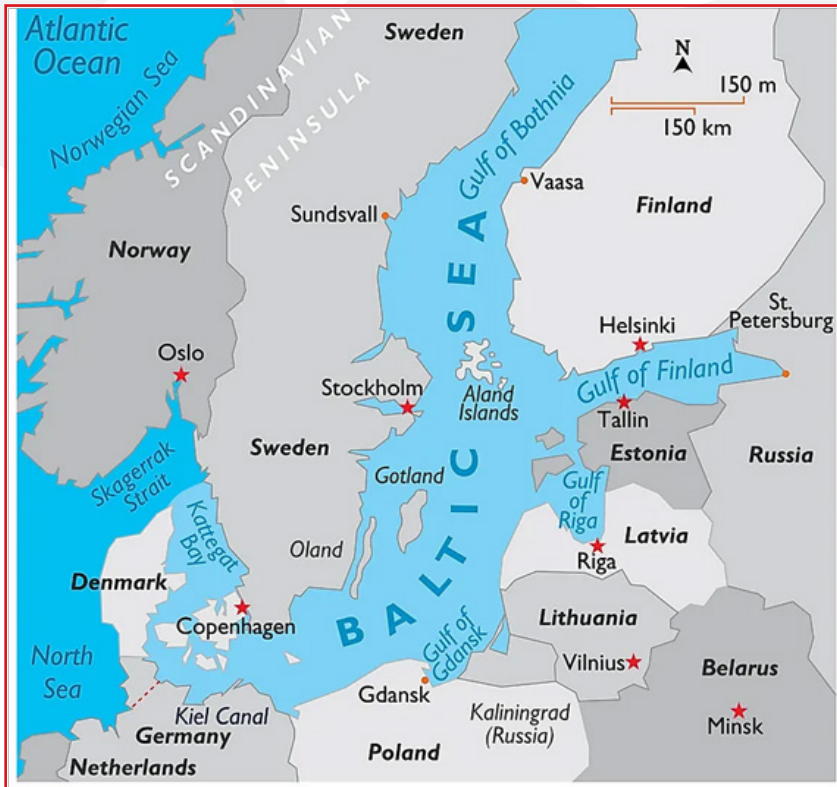 Atlantic
Ocean
Norwegian Sea
SCANDINAVIAN
PENINSULA
Sweden
Gulf of Bothnia
N
150 m
150 km
Sundsvall
Vaasa
Finland
Norway
BALTIC SEA
St.
Petersburg
Helsinki
Oslo
Gulf of Finland
Stockholm
Aland
Islands
Tallin
Sweden
Estonia
Russia
Skagerrak
Strait
Gotland
Gulf
of
Riga
Kattegat
Bay
Latvia
Oland
Riga
Denmark
Lithuania
Copenhagen
Gulf of
Gdansk
North
Sea
Vilnius
Belarus
Gdansk
Kaliningrad
(Russia)
Minsk
Kiel Canal
Germany
Poland
Netherlands